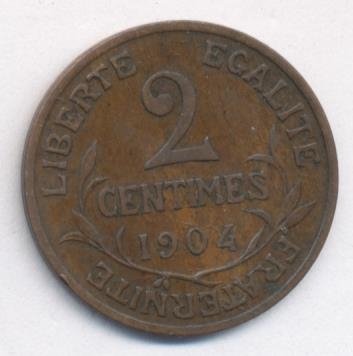 LIBERTE EGALITE
FRATERNITE
2
CENTIMES
1904